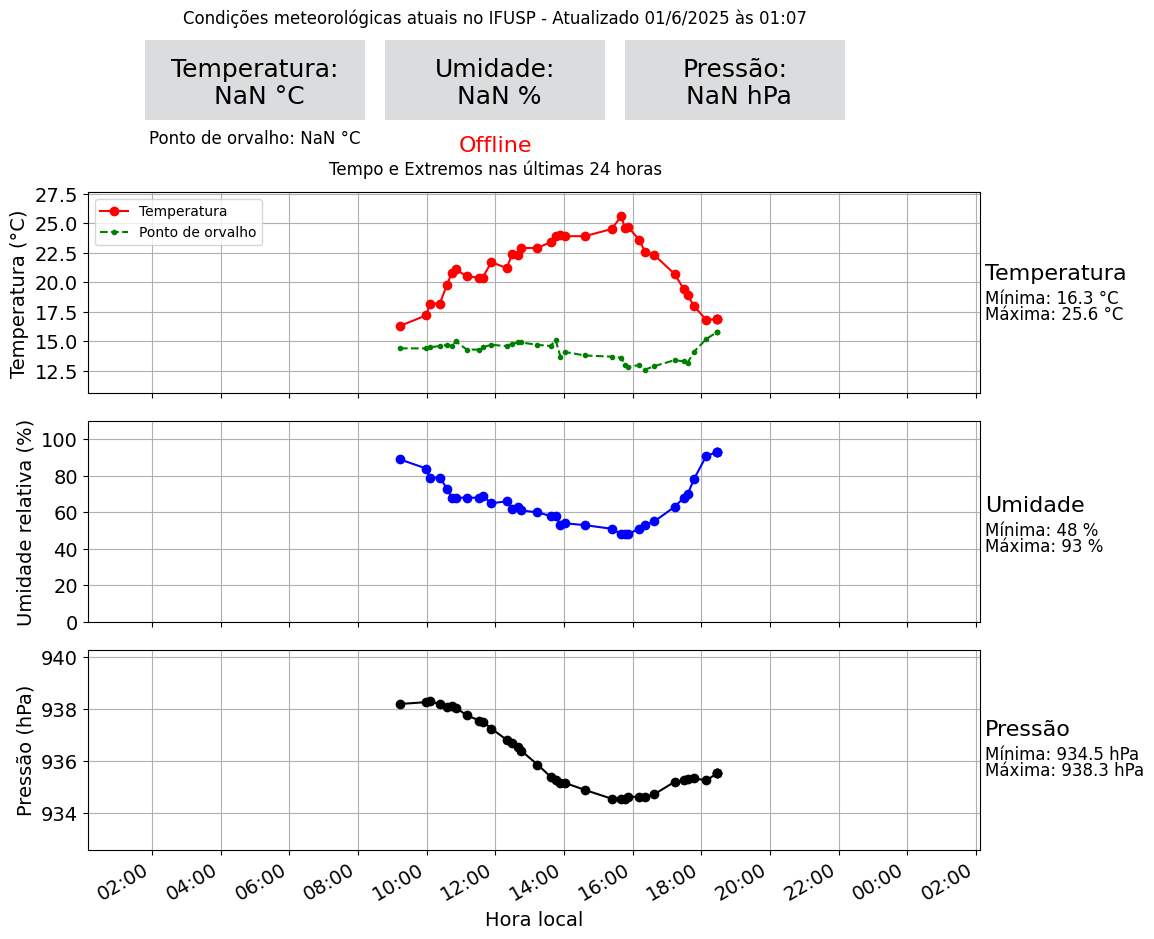 Condições meteorológicas atuais no IFUSP - Atualizado 01/6/2025 às 01:07
Temperatura:
NaN °C
Umidade:
NaN %
Pressão:
NaN hPa
Ponto de orvalho: NaN °C
Offline
Tempo e Extremos nas últimas 24 horas
Temperatura (°C)
27.5
25.0
22.5
20.0
17.5
15.0
12.5
Temperatura
Ponto de orvalho
Temperatura
Mínima: 16.3 °C
Máxima: 25.6 °C
Umidade relativa (%)
100
80
60
40
20
0
Umidade
Mínima: 48 %
Máxima: 93 %
Pressão (hPa)
940
938
936
934
Pressão
Mínima: 934.5 hPa
Máxima: 938.3 hPa
02:00 04:00 06:00 08:00 10:00 12:00 14:00 16:00 18:00 20:00 22:00 00:00 02:00
Hora local